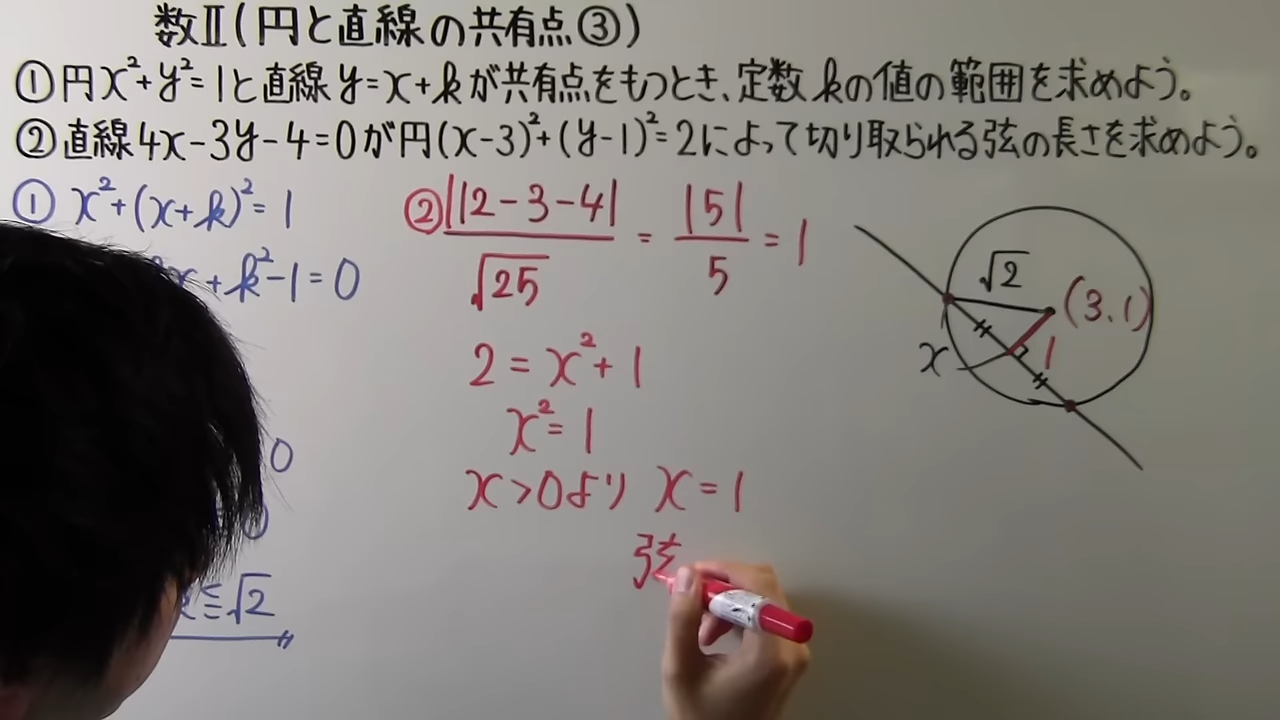 数Ⅱ(円と直線の共有点③)
①円x²+y²=1と直線y=x+kが共有点をもつとき、定数kの値の範囲を求めよう。
②直線4x-3y-4=0が円(x-3)²+(y-1)²=2によって切り取られる弦の長さを求めよう。
① x²+(x+k)²=1
x+k²-1=0
0
≦√2
② |12-3-4|/√25 = |5|/5 = 1
2=x²+1
x²=1
x>0より x=1
弦
√2
(3.1)
x
1